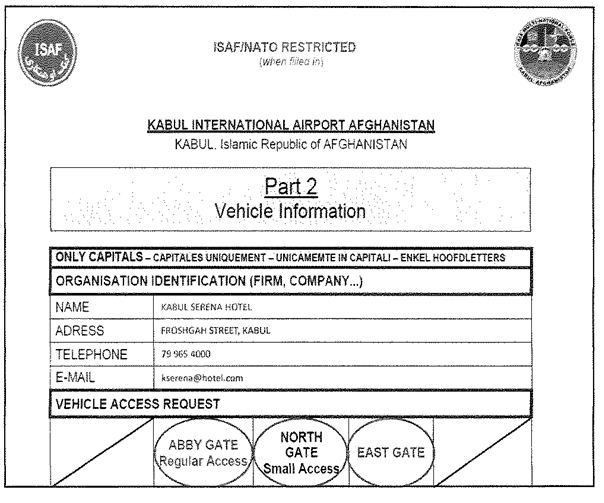 ISAF
ISAF/NATO RESTRICTED
(when filled in)
KABUL INTERNATIONAL AIRPORT AFGHANISTAN
KABUL, Islamic Republic of AFGHANISTAN
Part 2
Vehicle Information
ONLY CAPITALS – CAPITALES UNIQUEMENT – UNICAMEMTE IN CAPITALI – ENKEL HOOFDLETTERS
ORGANISATION IDENTIFICATION (FIRM, COMPANY...)
NAME KABUL SERENA HOTEL
ADRESS FROSHGAH STREET, KABUL
TELEPHONE 79 965 4000
E-MAIL kserena@hotel.com
VEHICLE ACCESS REQUEST
ABBY GATE
Regular Access
NORTH
GATE
Small Access
EAST GATE